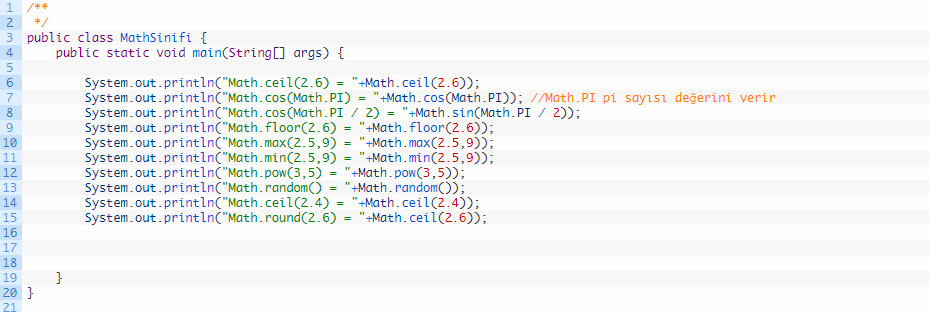 1 /**
2  */
3 public class MathSinifi {
4     public static void main(String[] args) {
5
6         System.out.println("Math.ceil(2.6) = "+Math.ceil(2.6));
7         System.out.println("Math.cos(Math.PI) = "+Math.cos(Math.PI)); //Math.PI pi sayısı değerini verir
8         System.out.println("Math.cos(Math.PI / 2) = "+Math.sin(Math.PI / 2));
9         System.out.println("Math.floor(2.6) = "+Math.floor(2.6));
10         System.out.println("Math.max(2.5,9) = "+Math.max(2.5,9));
11         System.out.println("Math.min(2.5,9) = "+Math.min(2.5,9));
12         System.out.println("Math.pow(3,5) = "+Math.pow(3,5));
13         System.out.println("Math.random() = "+Math.random());
14         System.out.println("Math.ceil(2.4) = "+Math.ceil(2.4));
15         System.out.println("Math.round(2.6) = "+Math.ceil(2.6));
16
17
18
19     }
20 }
21